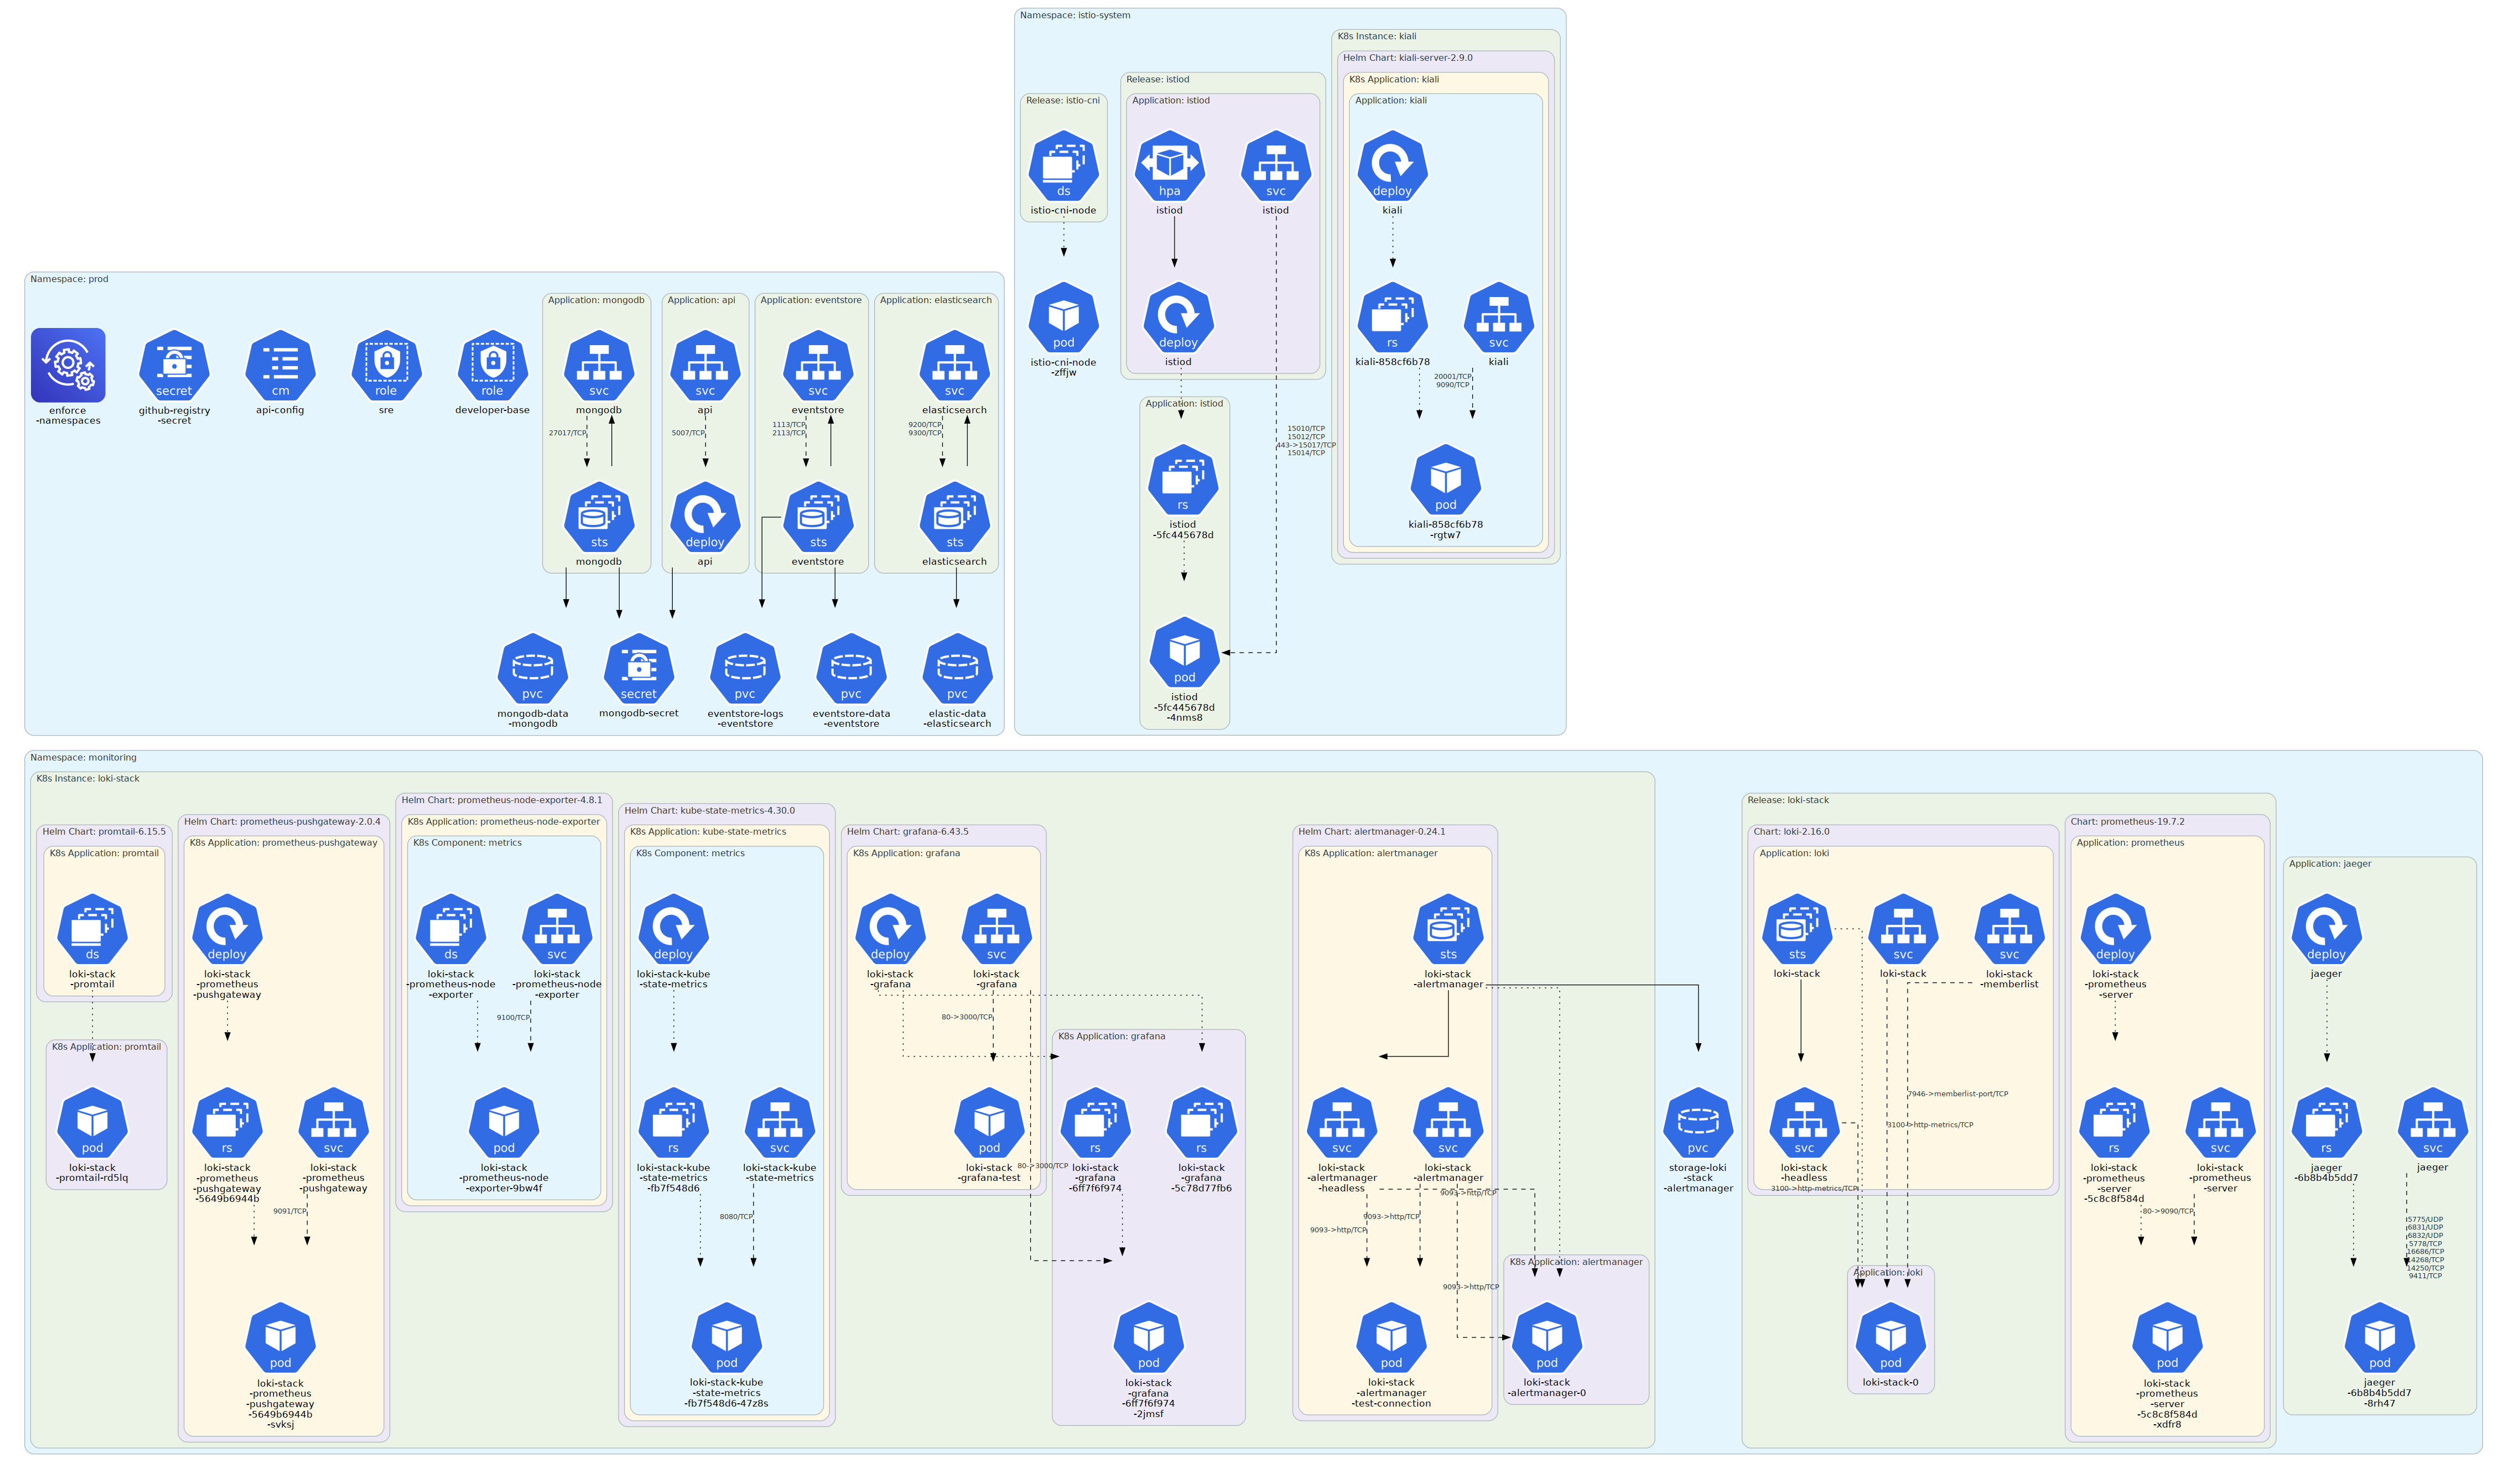 Namespace: istio-system
K8s Instance: kiali
Helm Chart: kiali-server-2.9.0
Release: istiod
K8s Application: kiali
Release: istio-cni
Application: istiod
Application: kiali
ds
hpa
svc
deploy
istio-cni-node
istiod
istiod
kiali
pod
deploy
rs
svc
istio-cni-node
-zffjw
istiod
kiali-858cf6b78
kiali
20001/TCP
9090/TCP
Application: istiod
15010/TCP
15012/TCP
443->15017/TCP
15014/TCP
rs
pod
istiod
-5fc445678d
kiali-858cf6b78
-rgtw7
pod
istiod
-5fc445678d
-4nms8
Namespace: prod
Application: mongodb
Application: api
Application: eventstore
Application: elasticsearch
secret
cm
role
role
svc
svc
svc
svc
enforce
-namespaces
github-registry
-secret
api-config
sre
developer-base
mongodb
api
eventstore
elasticsearch
27017/TCP
5007/TCP
1113/TCP
2113/TCP
9200/TCP
9300/TCP
sts
deploy
sts
sts
mongodb
api
eventstore
elasticsearch
pvc
secret
pvc
pvc
pvc
mongodb-data
-mongodb
mongodb-secret
eventstore-logs
-eventstore
eventstore-data
-eventstore
elastic-data
-elasticsearch
Namespace: monitoring
K8s Instance: loki-stack
Helm Chart: promtail-6.15.5
K8s Application: promtail
ds
loki-stack
-promtail
K8s Application: promtail
pod
loki-stack
-promtail-rd5lq
Helm Chart: prometheus-pushgateway-2.0.4
K8s Application: prometheus-pushgateway
deploy
loki-stack
-prometheus
-pushgateway
rs
svc
loki-stack
-prometheus
-pushgateway
-5649b6944b
loki-stack
-prometheus
-pushgateway
9091/TCP
pod
loki-stack
-prometheus
-pushgateway
-5649b6944b
-svksj
Helm Chart: prometheus-node-exporter-4.8.1
K8s Application: prometheus-node-exporter
K8s Component: metrics
ds
svc
loki-stack
-prometheus-node
-exporter
loki-stack
-prometheus-node
-exporter
9100/TCP
pod
loki-stack
-prometheus-node
-exporter-9bw4f
Helm Chart: kube-state-metrics-4.30.0
K8s Application: kube-state-metrics
K8s Component: metrics
deploy
loki-stack-kube
-state-metrics
rs
svc
loki-stack-kube
-state-metrics
-fb7f548d6
loki-stack-kube
-state-metrics
8080/TCP
pod
loki-stack-kube
-state-metrics
-fb7f548d6-47z8s
Helm Chart: grafana-6.43.5
K8s Application: grafana
deploy
svc
loki-stack
-grafana
loki-stack
-grafana
80->3000/TCP
pod
loki-stack
-grafana-test
80->3000/TCP
K8s Application: grafana
rs
rs
loki-stack
-grafana
-6ff7f6f974
loki-stack
-grafana
-5c78d77fb6
pod
loki-stack
-grafana
-6ff7f6f974
-2jmsf
Helm Chart: alertmanager-0.24.1
K8s Application: alertmanager
sts
loki-stack
-alertmanager
svc
svc
loki-stack
-alertmanager
-headless
loki-stack
-alertmanager
9093->http/TCP
9093->http/TCP
9093->http/TCP
9093->http/TCP
pod
loki-stack
-alertmanager
-test-connection
K8s Application: alertmanager
pod
loki-stack
-alertmanager-0
pvc
storage-loki
-stack
-alertmanager
Release: loki-stack
Chart: loki-2.16.0
Application: loki
sts
svc
svc
loki-stack
loki-stack
loki-stack
-memberlist
7946->memberlist-port/TCP
3100->http-metrics/TCP
svc
loki-stack
-headless
3100->http-metrics/TCP
Application: loki
pod
loki-stack-0
Chart: prometheus-19.7.2
Application: prometheus
deploy
loki-stack
-prometheus
-server
rs
svc
loki-stack
-prometheus
-server
-5c8c8f584d
loki-stack
-prometheus
-server
80->9090/TCP
pod
loki-stack
-prometheus
-server
-5c8c8f584d
-xdfr8
Application: jaeger
deploy
jaeger
rs
svc
jaeger
-6b8b4b5dd7
jaeger
5775/UDP
6831/UDP
6832/UDP
5778/TCP
16686/TCP
14268/TCP
14250/TCP
9411/TCP
pod
jaeger
-6b8b4b5dd7
-8rh47